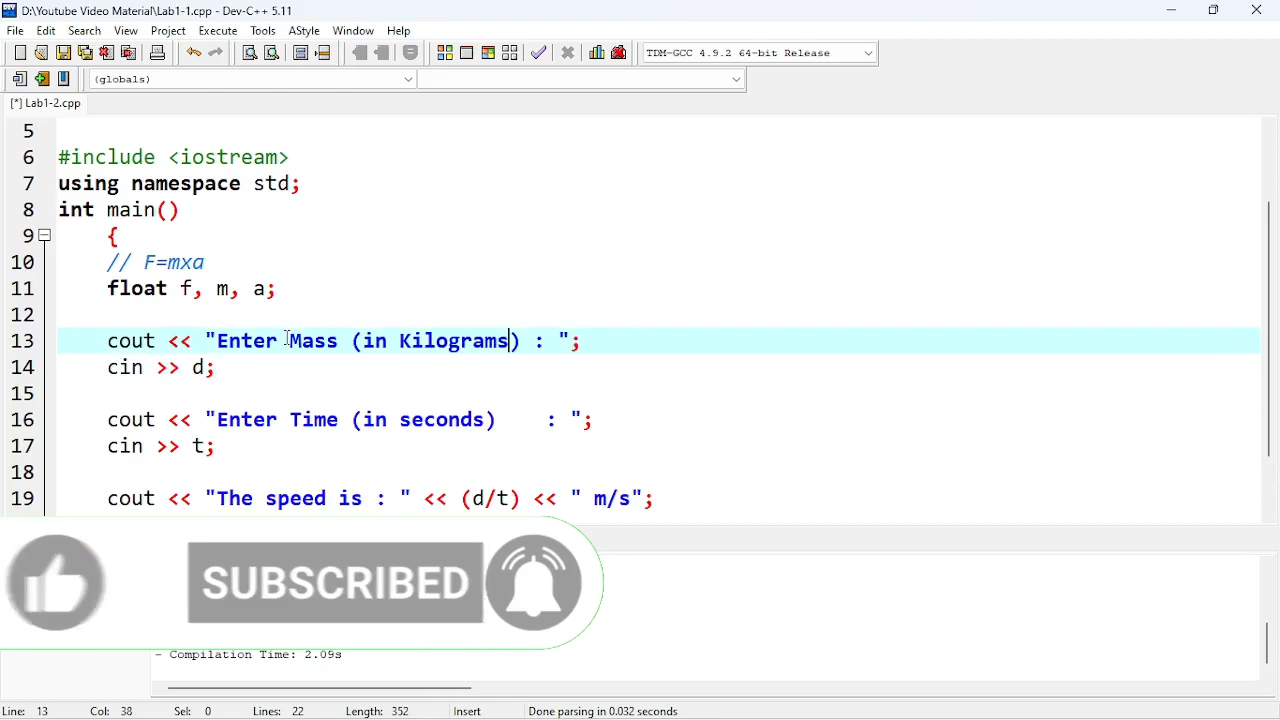 D:\Youtube Video Material\Lab1-1.cpp - Dev-C++ 5.11
File Edit Search View Project Execute Tools AStyle Window Help
TDM-GCC 4.9.2 64-bit Release
(globals)
[*] Lab1-2.cpp
5
6 #include <iostream>
7 using namespace std;
8 int main()
9 {
10 // F=mxa
11 float f, m, a;
12
13 cout << "Enter Mass (in Kilograms) : ";
14 cin >> d;
15
16 cout << "Enter Time (in seconds)    : ";
17 cin >> t;
18
19 cout << "The speed is : " << (d/t) << " m/s";
SUBSCRIBED
- Compilation Time: 2.09s
Line: 13 Col: 38 Sel: 0 Lines: 22 Length: 352 Insert Done parsing in 0.032 seconds